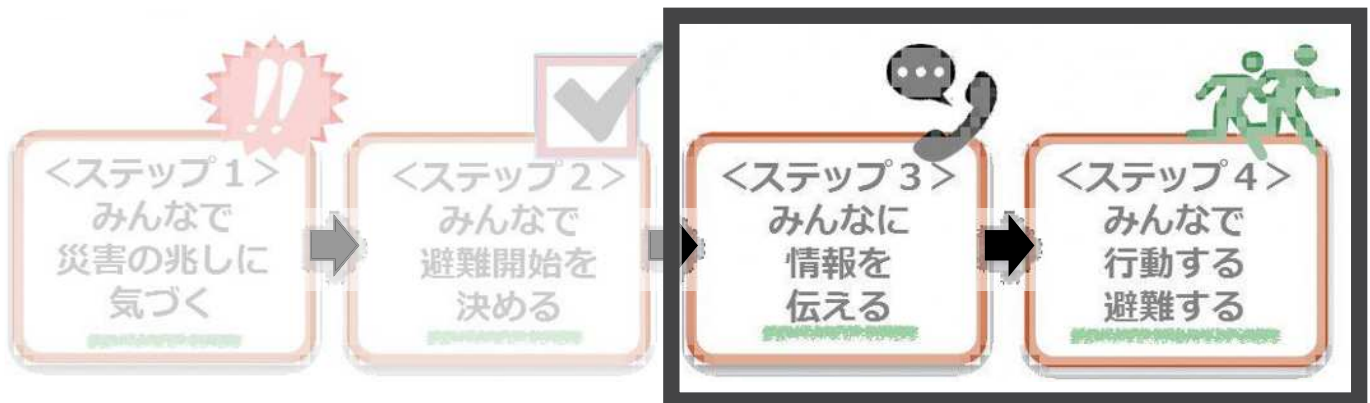 !!
<ステップ1>
みんなで
災害の兆しに
気づく
<ステップ2>
みんなで
避難開始を
決める
<ステップ3>
みんなに
情報を
伝える
<ステップ4>
みんなで
行動する
避難する